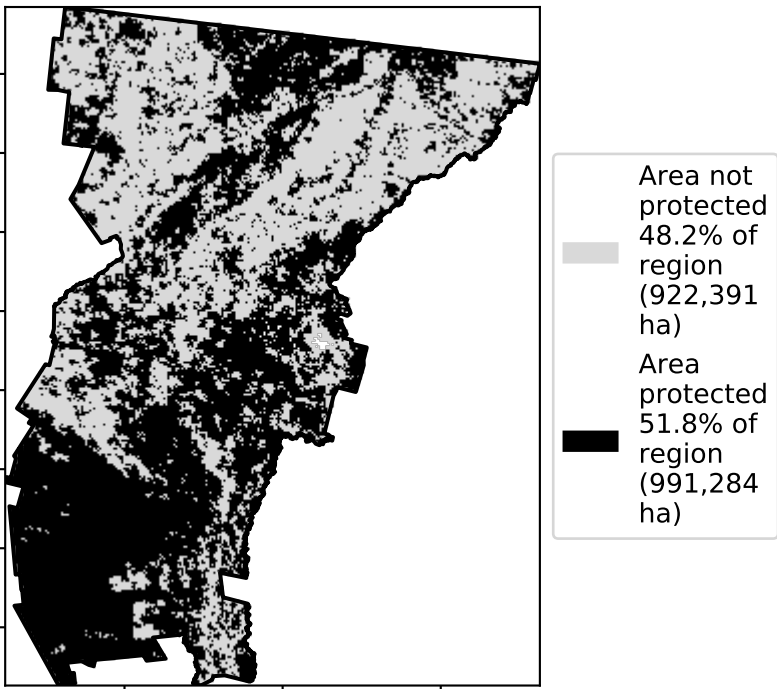 Area not
protected
48.2% of
region
(922,391
ha)
Area
protected
51.8% of
region
(991,284
ha)